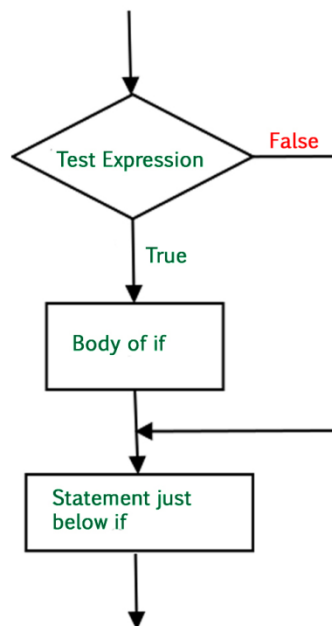 Test Expression
False
True
Body of if
Statement just
below if